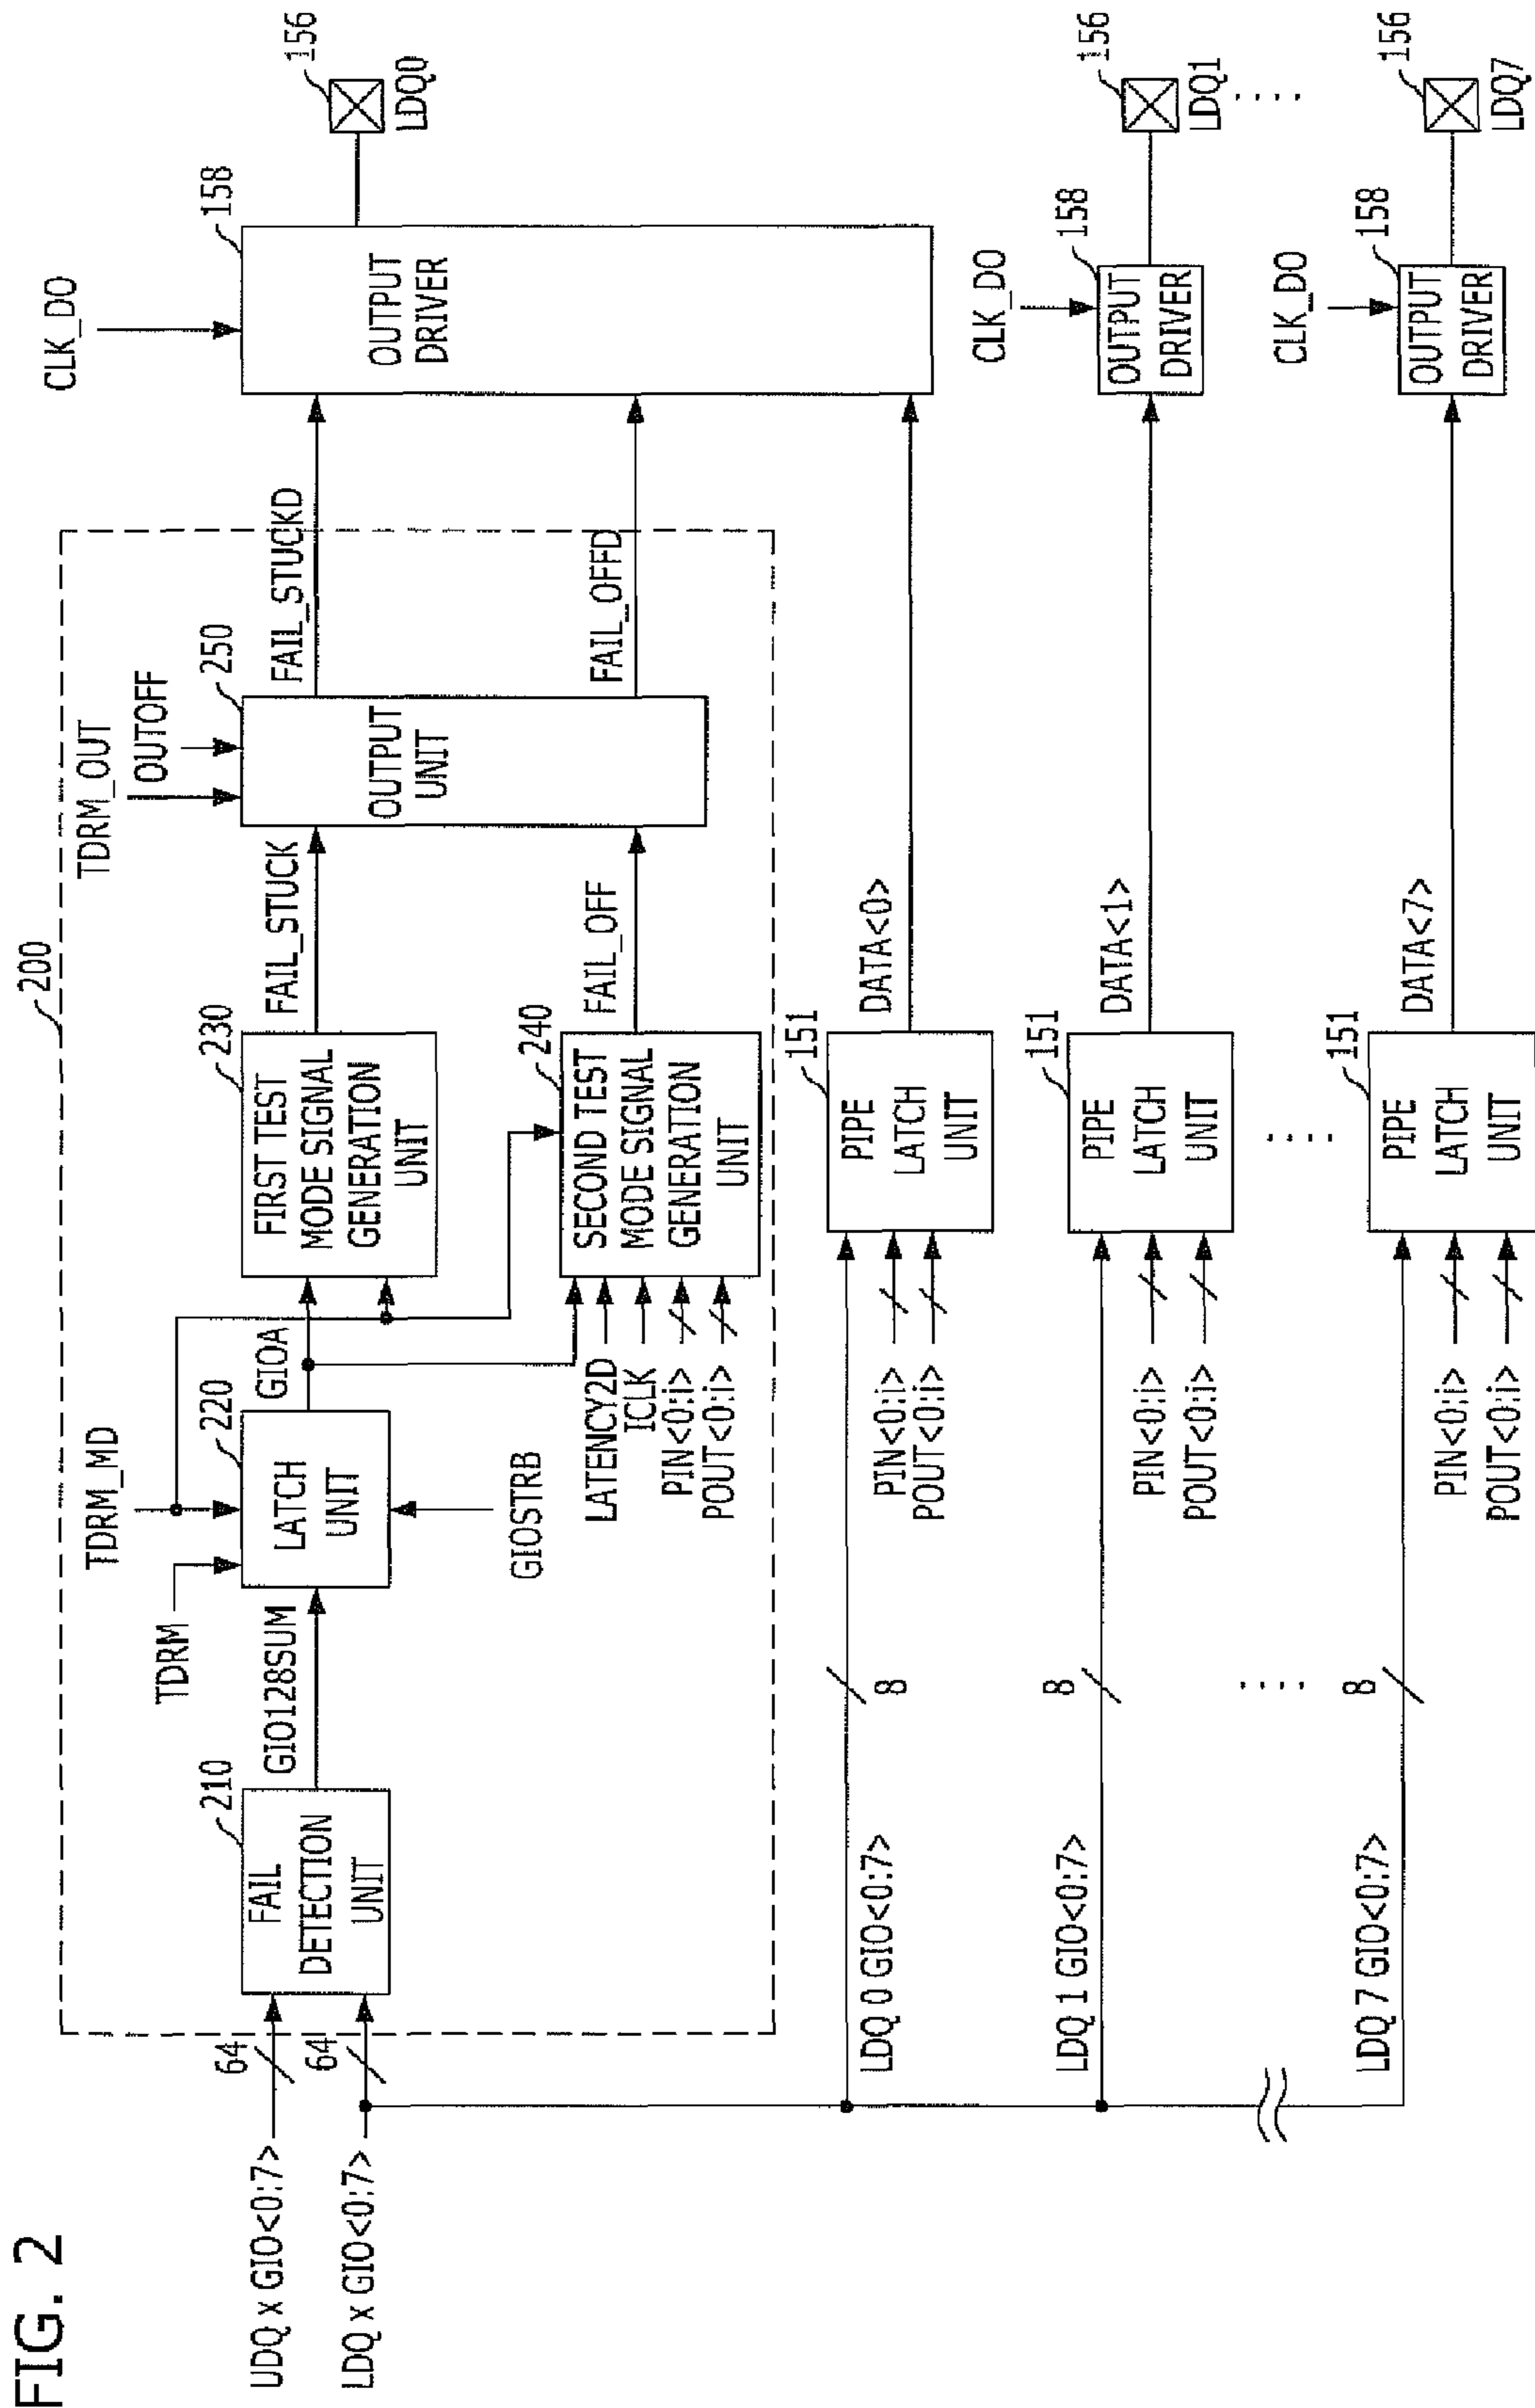 FIG. 2
200
TDRM_MD
TDRM_OUT
OUTOFF
CLK_DO
TDRM
UDQ x GIO<0:7>
64
LDQ x GIO<0:7>
64
210
FAIL
DETECTION
UNIT
GIO128SUM
220
LATCH
UNIT
GIOSTRB
GIOA
230
FIRST TEST
MODE SIGNAL
GENERATION
UNIT
FAIL_STUCK
250
OUTPUT
UNIT
FAIL_STUCKD
158
OUTPUT
DRIVER
156
LDQ0
LATENCY2D
ICLK
PIN<0:i>
POUT<0:i>
240
SECOND TEST
MODE SIGNAL
GENERATION
UNIT
FAIL_OFF
FAIL_OFFD
LDQ 0 GIO<0:7>
8
PIN<0:i>
POUT<0:i>
151
PIPE
LATCH
UNIT
DATA<0>
LDQ 1 GIO<0:7>
8
PIN<0:i>
POUT<0:i>
151
PIPE
LATCH
UNIT
DATA<1>
CLK_DO
158
OUTPUT
DRIVER
156
LDQ1
LDQ 7 GIO<0:7>
8
PIN<0:i>
POUT<0:i>
151
PIPE
LATCH
UNIT
DATA<7>
CLK_DO
158
OUTPUT
DRIVER
156
LDQ7